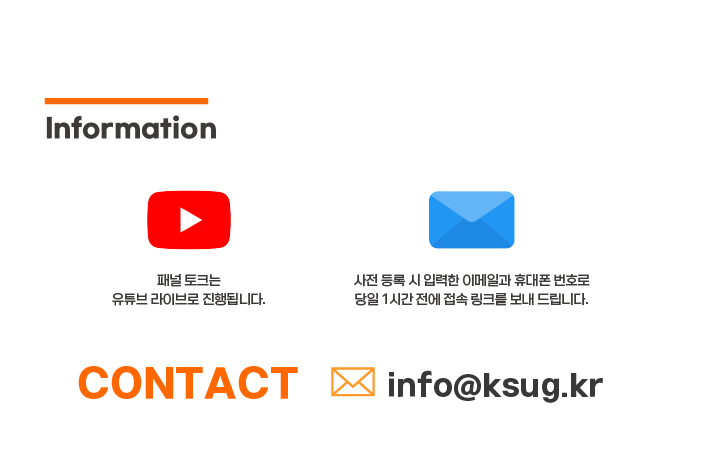 Information
패널 토크는
유튜브 라이브로 진행됩니다.
사전 등록 시 입력한 이메일과 휴대폰 번호로
당일 1시간 전에 접속 링크를 보내 드립니다.
CONTACT info@ksug.kr